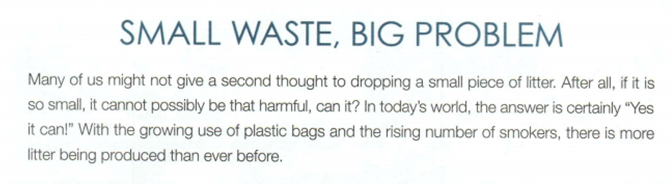 SMALL WASTE, BIG PROBLEM
Many of us might not give a second thought to dropping a small piece of litter. After all, if it is
so small, it cannot possibly be that harmful, can it? In today's world, the answer is certainly “Yes
it can!” With the growing use of plastic bags and the rising number of smokers, there is more
litter being produced than ever before.